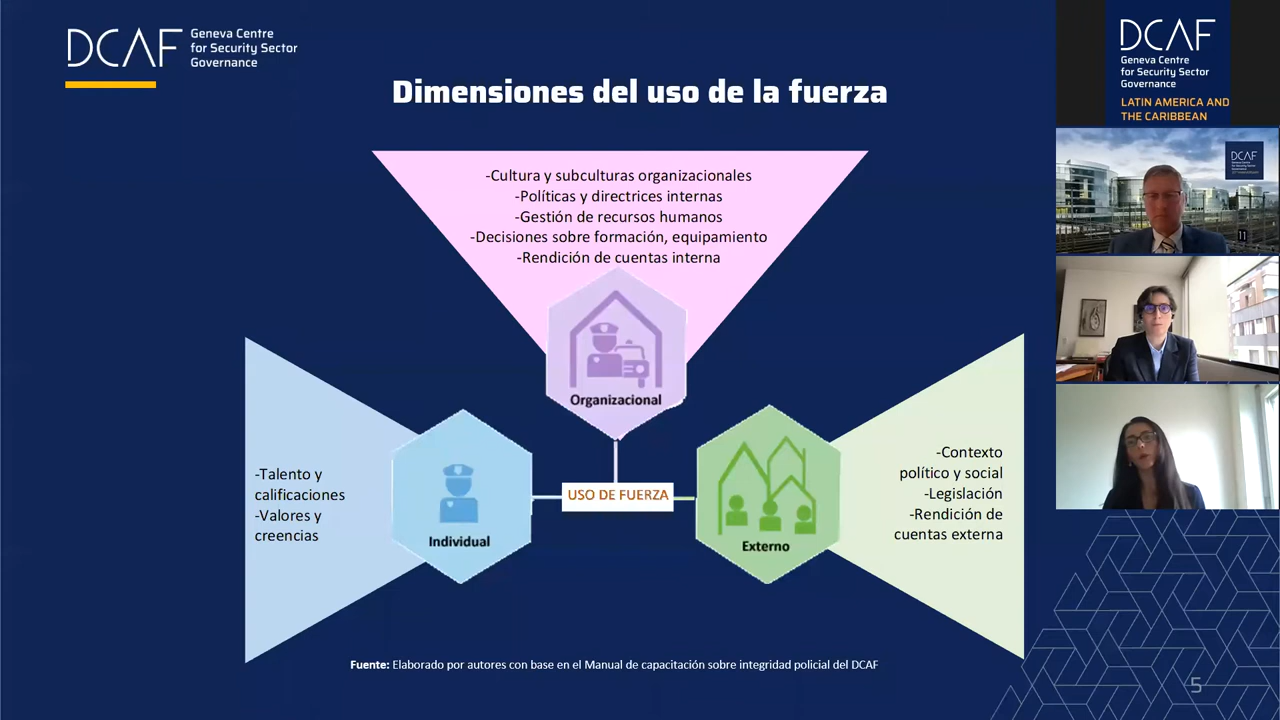 DCAF
Geneva Centre
for Security Sector
Governance
Dimensiones del uso de la fuerza
-Cultura y subculturas organizacionales
-Políticas y directrices internas
-Gestión de recursos humanos
-Decisiones sobre formación, equipamiento
-Rendición de cuentas interna
Organizacional
-Talento y
calificaciones
-Valores y
creencias
Individual
USO DE FUERZA
Externo
-Contexto
político y social
-Legislación
-Rendición de
cuentas externa
Fuente: Elaborado por autores con base en el Manual de capacitación sobre integridad policial del DCAF
5
DCAF
Geneva Centre
for Security Sector
Governance
LATIN AMERICA AND
THE CARIBBEAN
DCAF